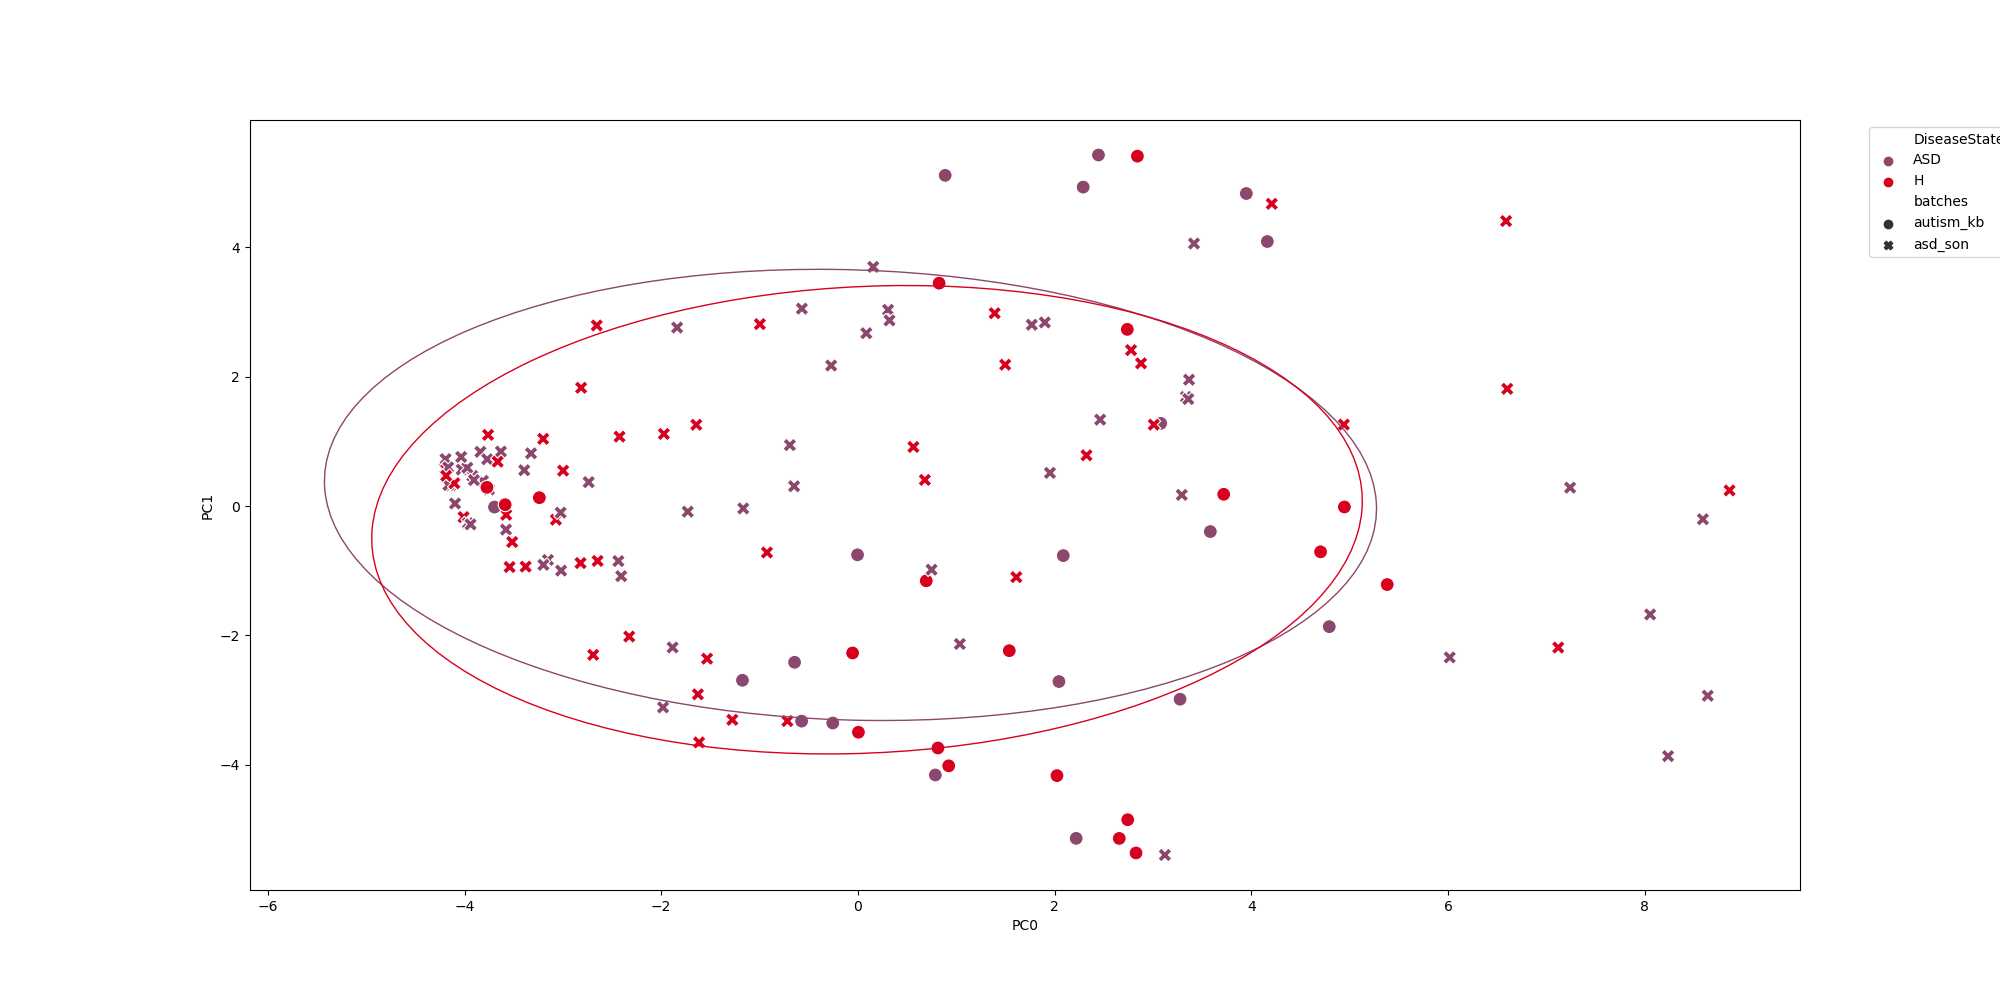 DiseaseState
ASD
H
batches
autism_kb
asd_son
4
2
0
−2
−4
PC1
−6
−4
−2
0
2
4
6
8
PC0